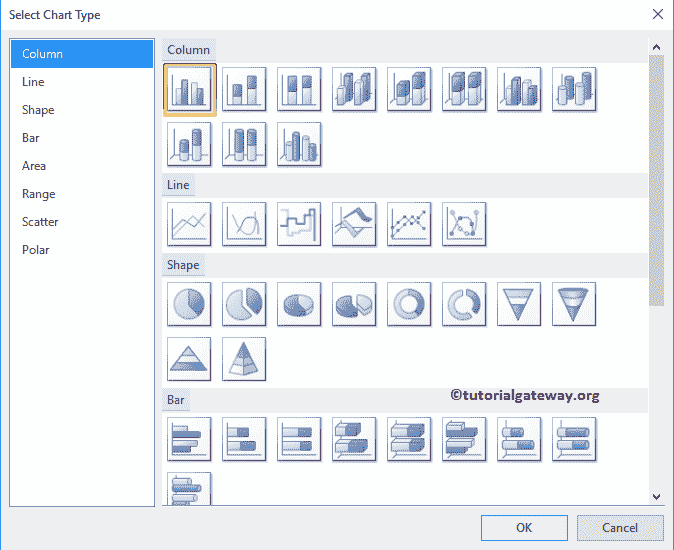 Select Chart Type
Column
Line
Shape
Bar
Area
Range
Scatter
Polar
Column
Line
Shape
©tutorialgateway.org
Bar
OK
Cancel